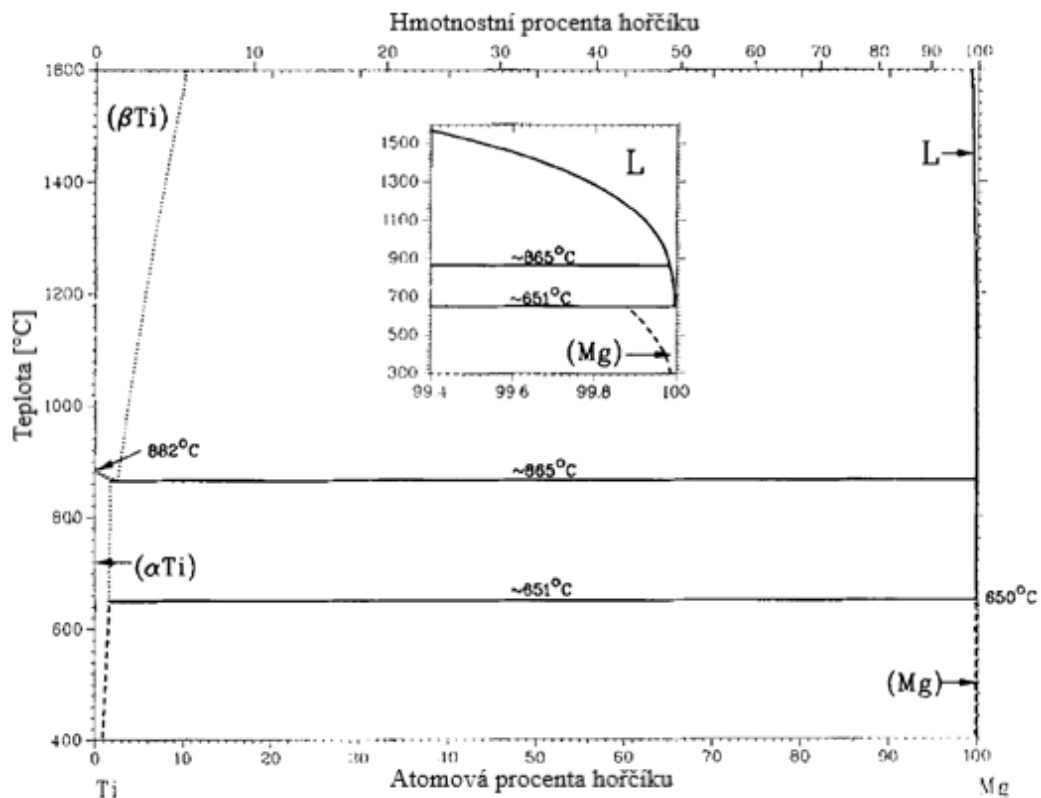 Hmotnostní procenta hořčíku
0 10 20 30 40 50 60 70 80 90 100
1600
(βTi)
L
1400
1200
1000
800
600
400
Teplota [°C]
1500
1300
1100
900
700
500
300
L
~865°C
~651°C
(Mg)
99.4 99.6 99.8 100
882°C
~865°C
(αTi)
~651°C
650°C
(Mg)
0 10 20 30 40 50 60 70 80 90 100
Ti
Atomová procenta hořčíku
Mg